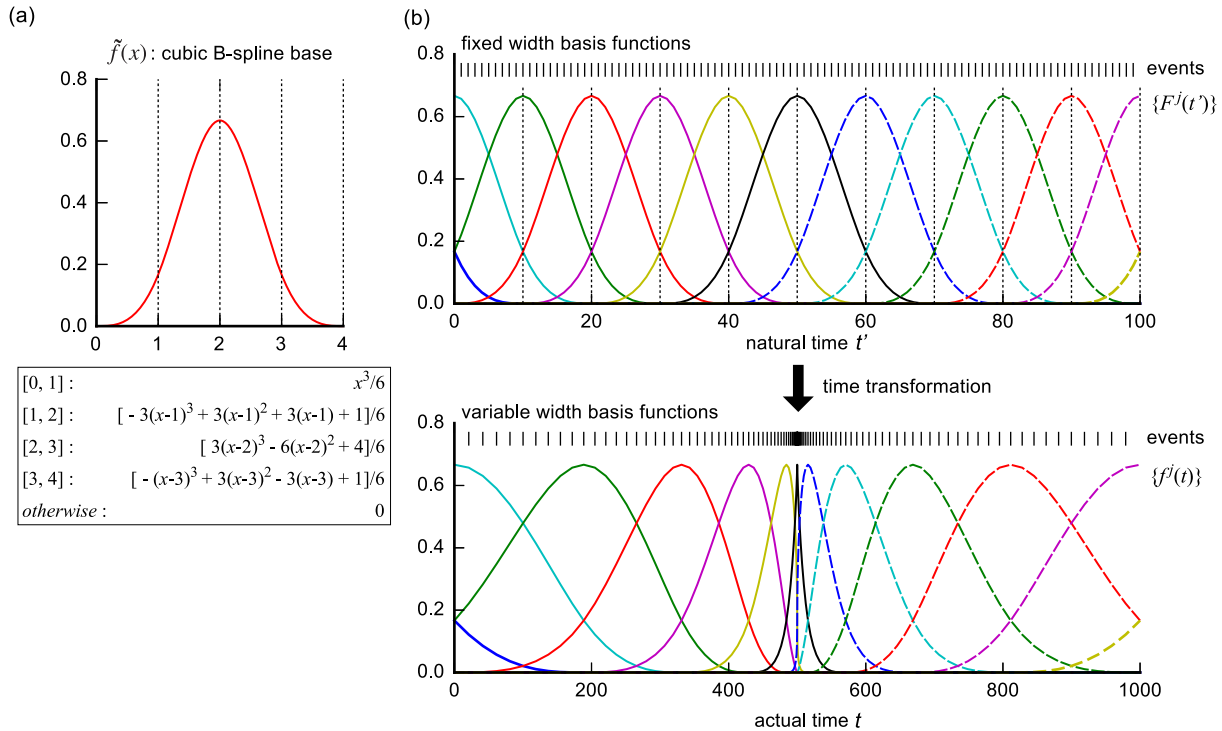 (a)
f̃(x) : cubic B-spline base
0.8
0.6
0.4
0.2
0.0
0 1 2 3 4
[0, 1] : x³/6
[1, 2] : [ - 3(x-1)³ + 3(x-1)² + 3(x-1) + 1]/6
[2, 3] : [ 3(x-2)³ - 6(x-2)² + 4]/6
[3, 4] : [ - (x-3)³ + 3(x-3)² - 3(x-3) + 1]/6
otherwise : 0
(b)
fixed width basis functions
0.8
0.6
0.4
0.2
0.0
events
{Fʲ(t’)}
0 20 40 60 80 100
natural time t’
time transformation
variable width basis functions
0.8
0.6
0.4
0.2
0.0
events
{fʲ(t)}
0 200 400 600 800 1000
actual time t